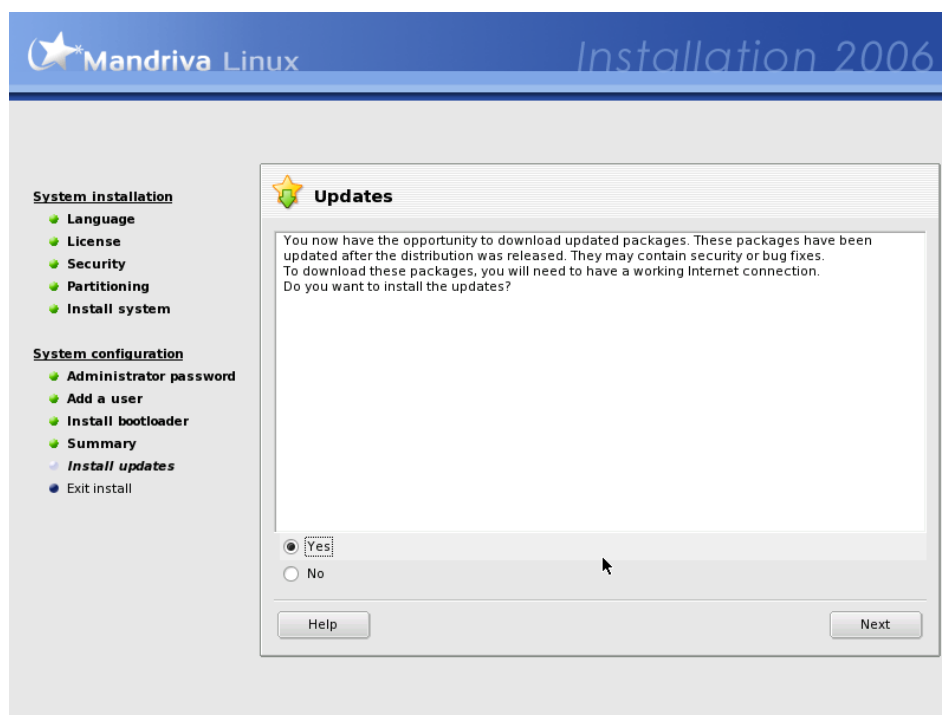 Mandriva Linux
Installation 2006
System installation
Language
License
Security
Partitioning
Install system
System configuration
Administrator password
Add a user
Install bootloader
Summary
Install updates
Exit install
Updates
You now have the opportunity to download updated packages. These packages have been
updated after the distribution was released. They may contain security or bug fixes.
To download these packages, you will need to have a working Internet connection.
Do you want to install the updates?
Yes
No
Help
Next